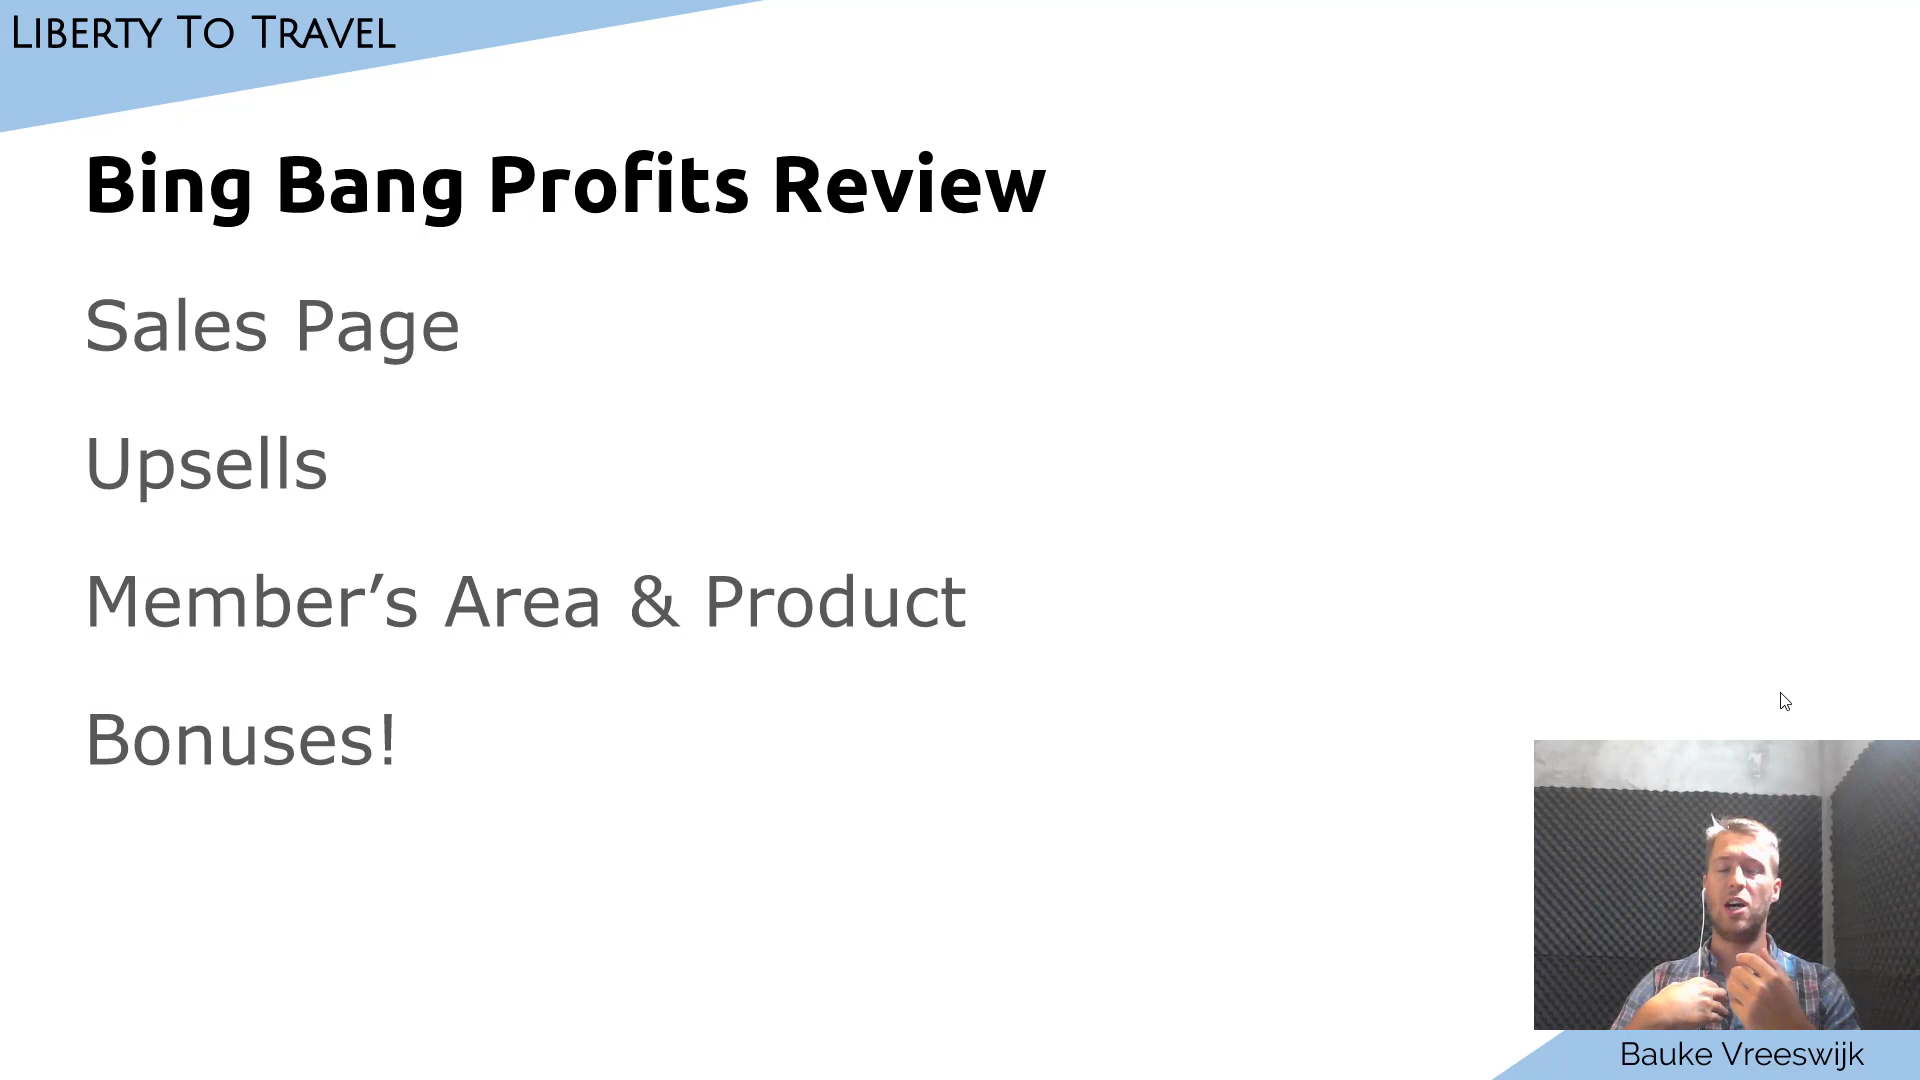 Liberty To Travel
Bing Bang Profits Review
Sales Page
Upsells
Member’s Area & Product
Bonuses!
Bauke Vreeswijk